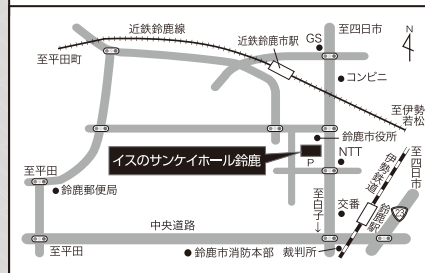 近鉄鈴鹿線
至四日市
GS
N
近鉄鈴鹿市駅
至平田町
コンビニ
至伊勢若松
鈴鹿市役所
イスのサンケイホール鈴鹿
P
NTT
至四日市
伊勢鉄道
至平田
鈴鹿郵便局
至白子→
交番
鈴鹿駅
23
中央道路
至平田
鈴鹿市消防本部
裁判所